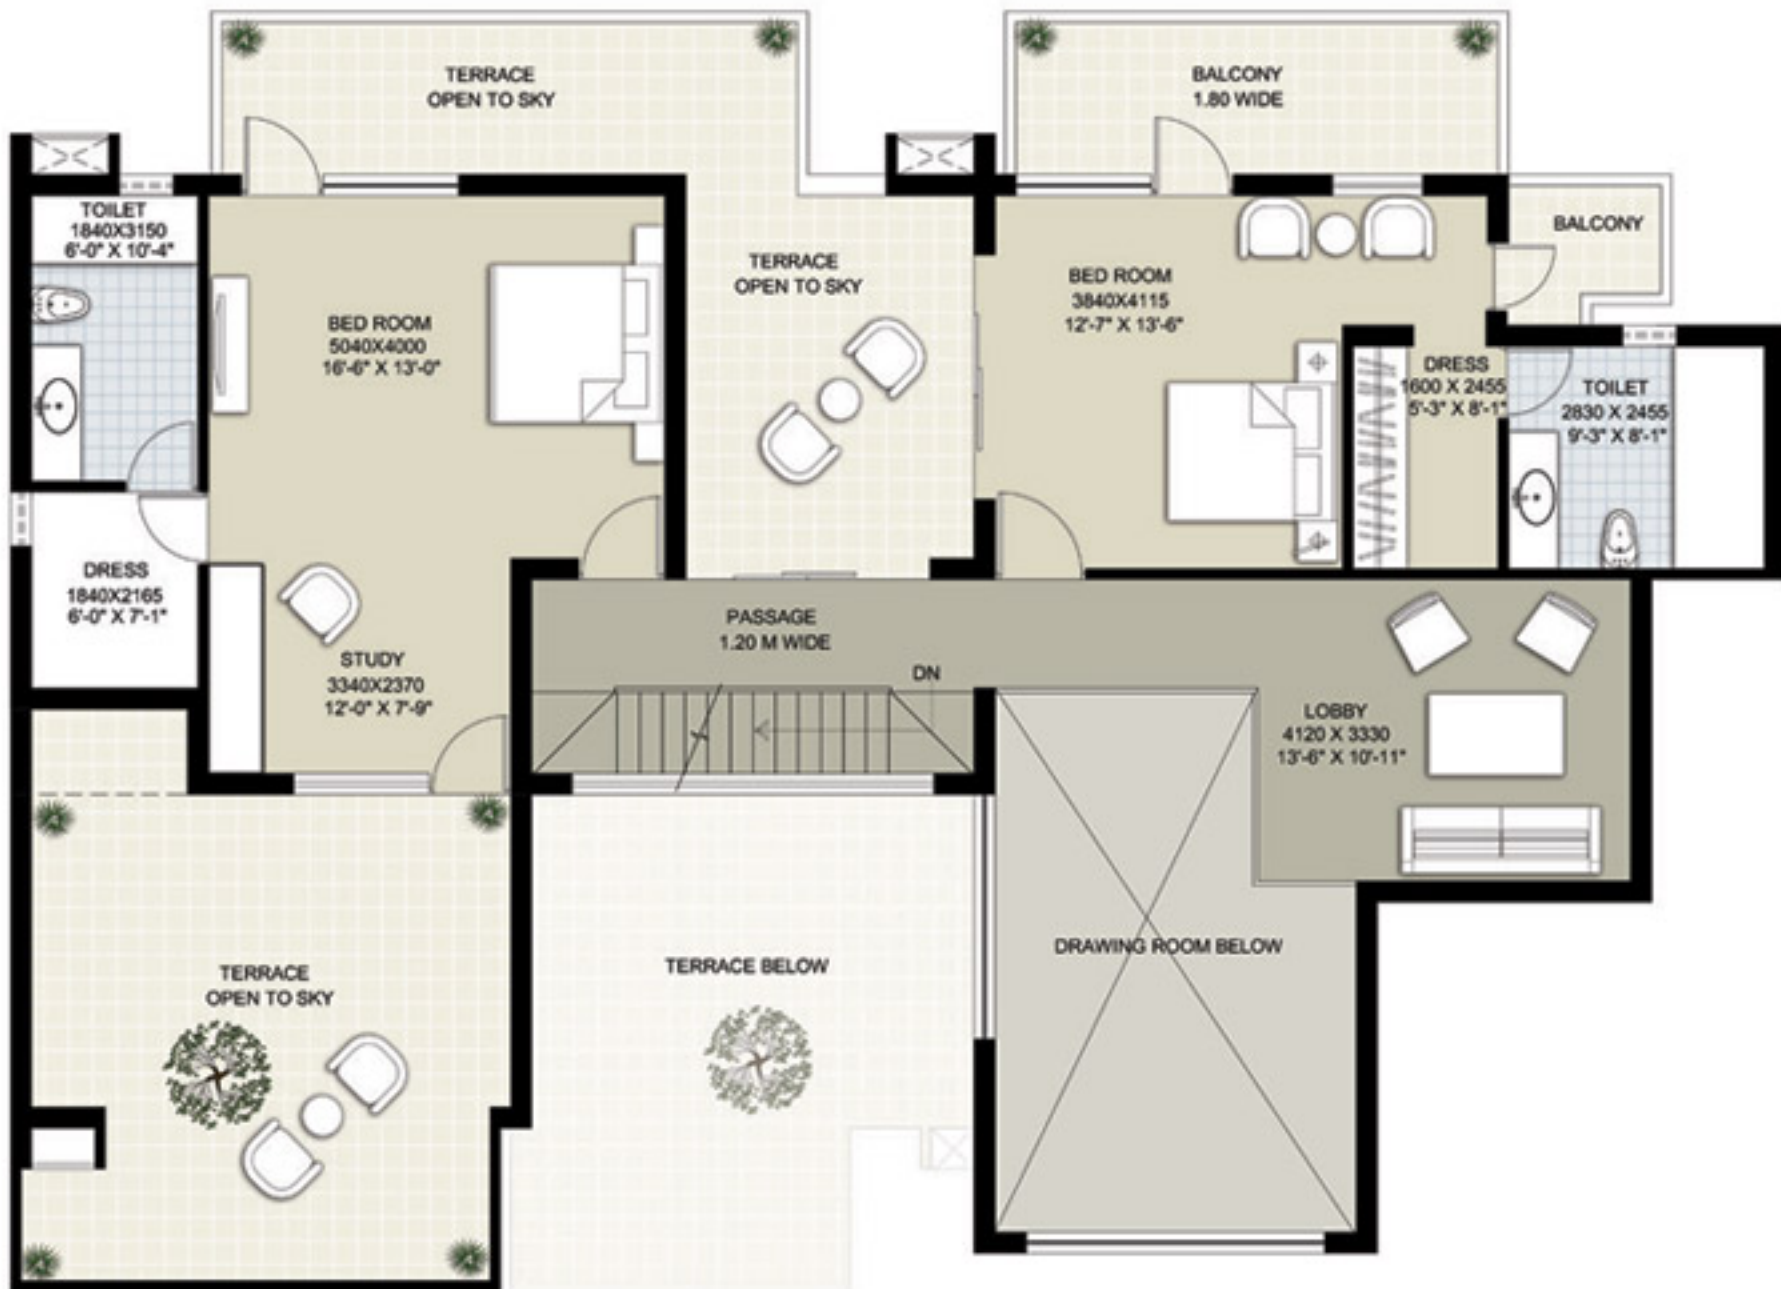 TERRACE
OPEN TO SKY
BALCONY
1.80 WIDE
TOILET
1840X3150
6'-0" X 10'-4"
BALCONY
TERRACE
OPEN TO SKY
BED ROOM
3840X4115
12'-7" X 13'-6"
BED ROOM
5040X4000
16'-6" X 13'-0"
DRESS
1600 X 2455
5'-3" X 8'-1"
TOILET
2830 X 2455
9'-3" X 8'-1"
DRESS
1840X2165
6'-0" X 7'-1"
PASSAGE
1.20 M WIDE
STUDY
3340X2370
12'-0" X 7'-9"
DN
LOBBY
4120 X 3330
13'-6" X 10'-11"
TERRACE
OPEN TO SKY
TERRACE BELOW
DRAWING ROOM BELOW